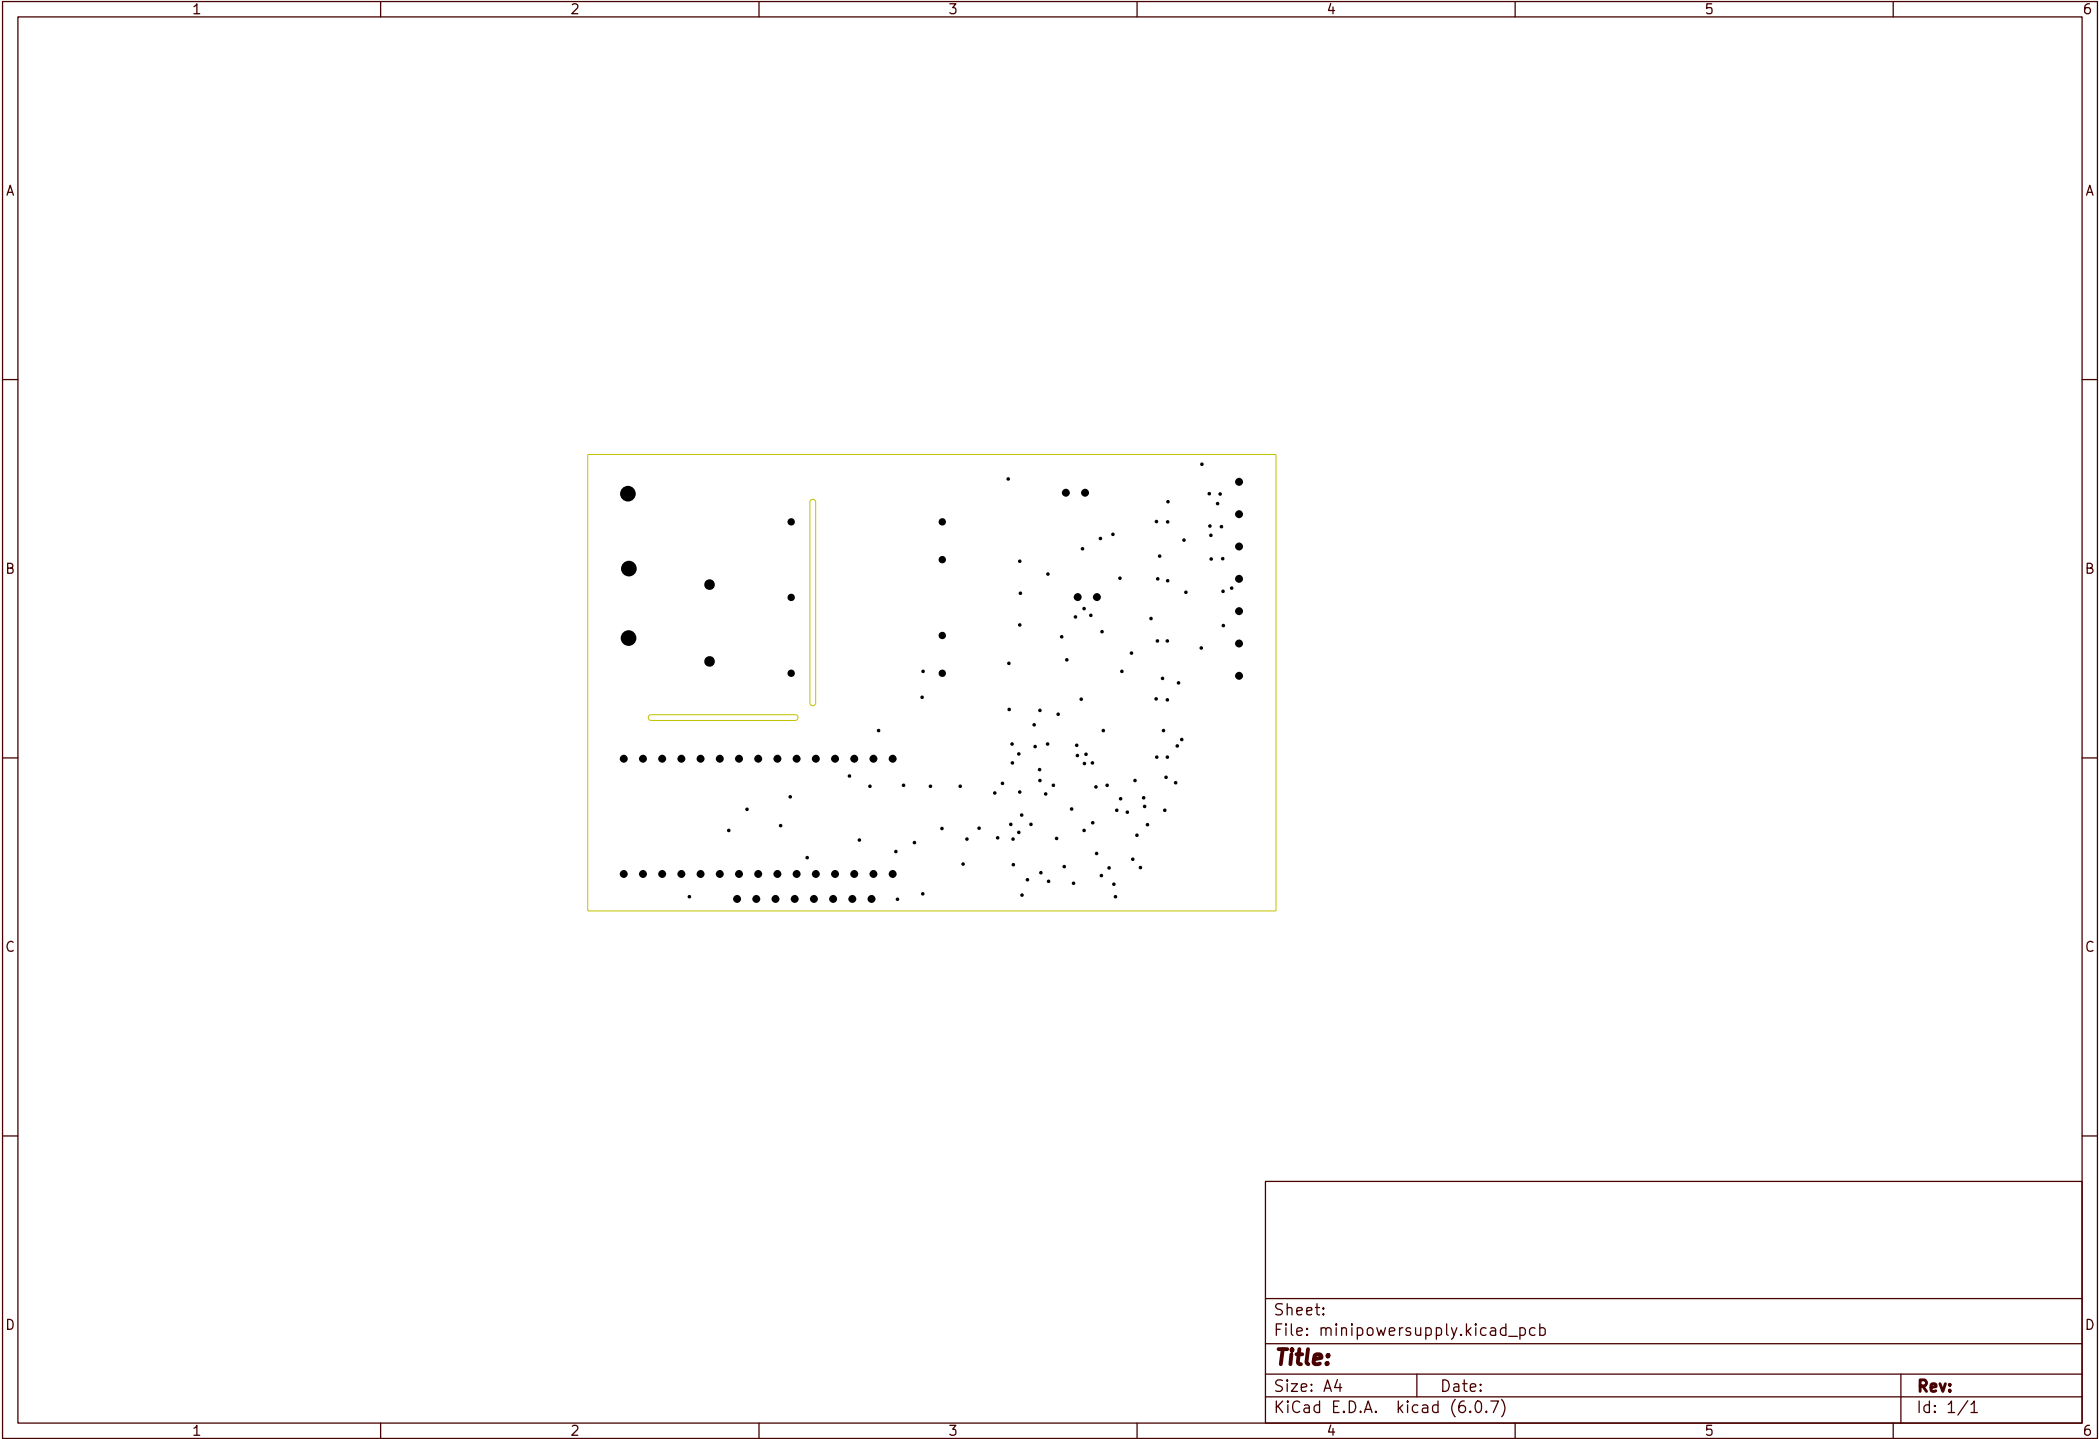 1 2 3 4 5 6
A A
B B
C C
D D
Sheet:
File: minipowersupply.kicad_pcb
Title:
Size: A4 Date: Rev:
KiCad E.D.A. kicad (6.0.7) Id: 1/1
1 2 3 4 5 6